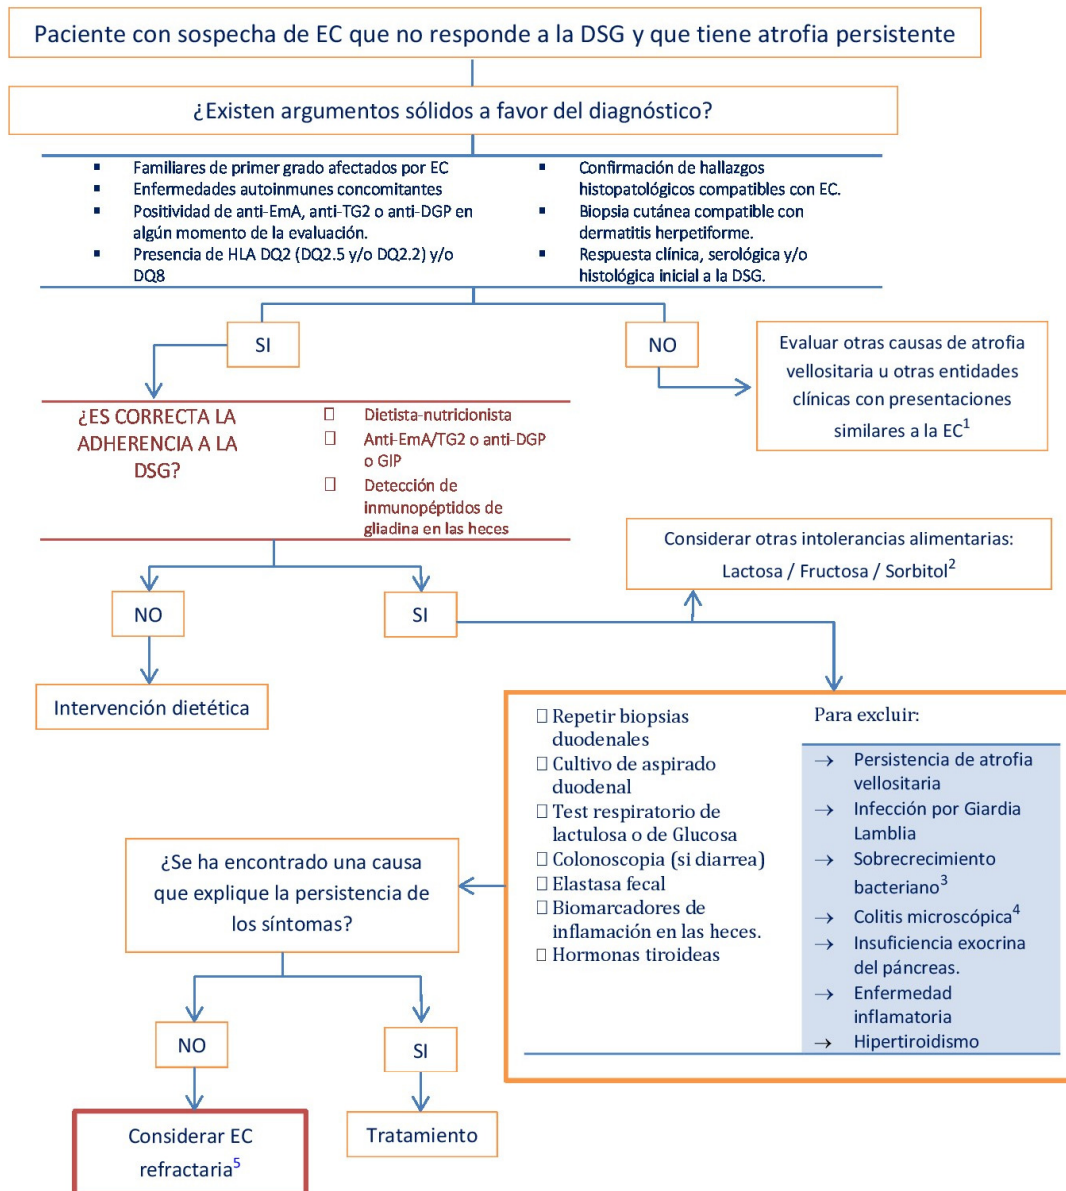 Paciente con sospecha de EC que no responde a la DSG y que tiene atrofia persistente
¿Existen argumentos sólidos a favor del diagnóstico?
▪ Familiares de primer grado afectados por EC
▪ Enfermedades autoinmunes concomitantes
▪ Positividad de anti-EmA, anti-TG2 o anti-DGP en
algún momento de la evaluación.
▪ Presencia de HLA DQ2 (DQ2.5 y/o DQ2.2) y/o
DQ8
▪ Confirmación de hallazgos
histopatológicos compatibles con EC.
▪ Biopsia cutánea compatible con
dermatitis herpetiforme.
▪ Respuesta clínica, serológica y/o
histológica inicial a la DSG.
SI
NO
Evaluar otras causas de atrofia
vellositaria u otras entidades
clínicas con presentaciones
similares a la EC¹
¿ES CORRECTA LA
ADHERENCIA A LA
DSG?
□ Dietista-nutricionista
□ Anti-EmA/TG2 o anti-DGP
o GIP
□ Detección de
inmunopéptidos de
gliadina en las heces
Considerar otras intolerancias alimentarias:
Lactosa / Fructosa / Sorbitol²
NO
SI
Intervención dietética
□ Repetir biopsias
duodenales
□ Cultivo de aspirado
duodenal
□ Test respiratorio de
lactulosa o de Glucosa
□ Colonoscopia (si diarrea)
□ Elastasa fecal
□ Biomarcadores de
inflamación en las heces.
□ Hormonas tiroideas
Para excluir:
→ Persistencia de atrofia
vellositaria
→ Infección por Giardia
Lamblia
→ Sobrecrecimiento
bacteriano³
→ Colitis microscópica⁴
→ Insuficiencia exocrina
del páncreas.
→ Enfermedad
inflamatoria
→ Hipertiroidismo
¿Se ha encontrado una causa
que explique la persistencia de
los síntomas?
NO
SI
Considerar EC
refractaria⁵
Tratamiento